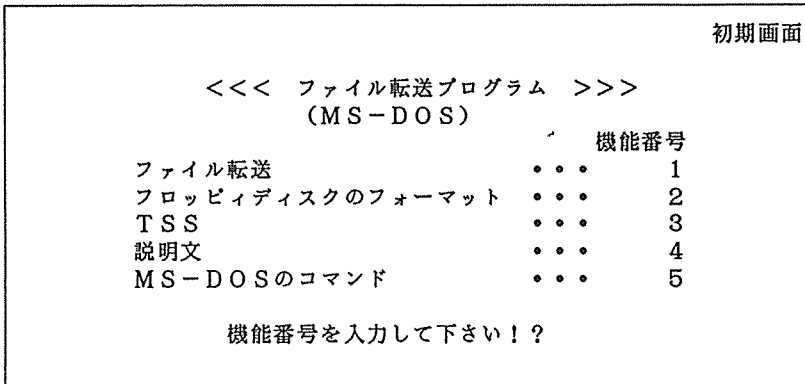 初期画面
<<< ファイル転送プログラム >>>
(MS-DOS)
機能番号
ファイル転送 ・・・ 1
フロッピィディスクのフォーマット ・・・ 2
TSS ・・・ 3
説明文 ・・・ 4
MS-DOSのコマンド ・・・ 5
機能番号を入力して下さい!?